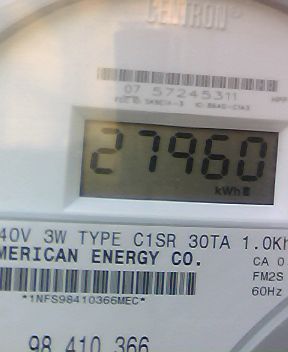 CENTRON®
07 57245311
27960
kWh
40V 3W TYPE C1SR 30TA 1.0Kh
MERICAN ENERGY CO.
CA 0
FM2S
60Hz
*1NFS98410366MEC*
98 410 366